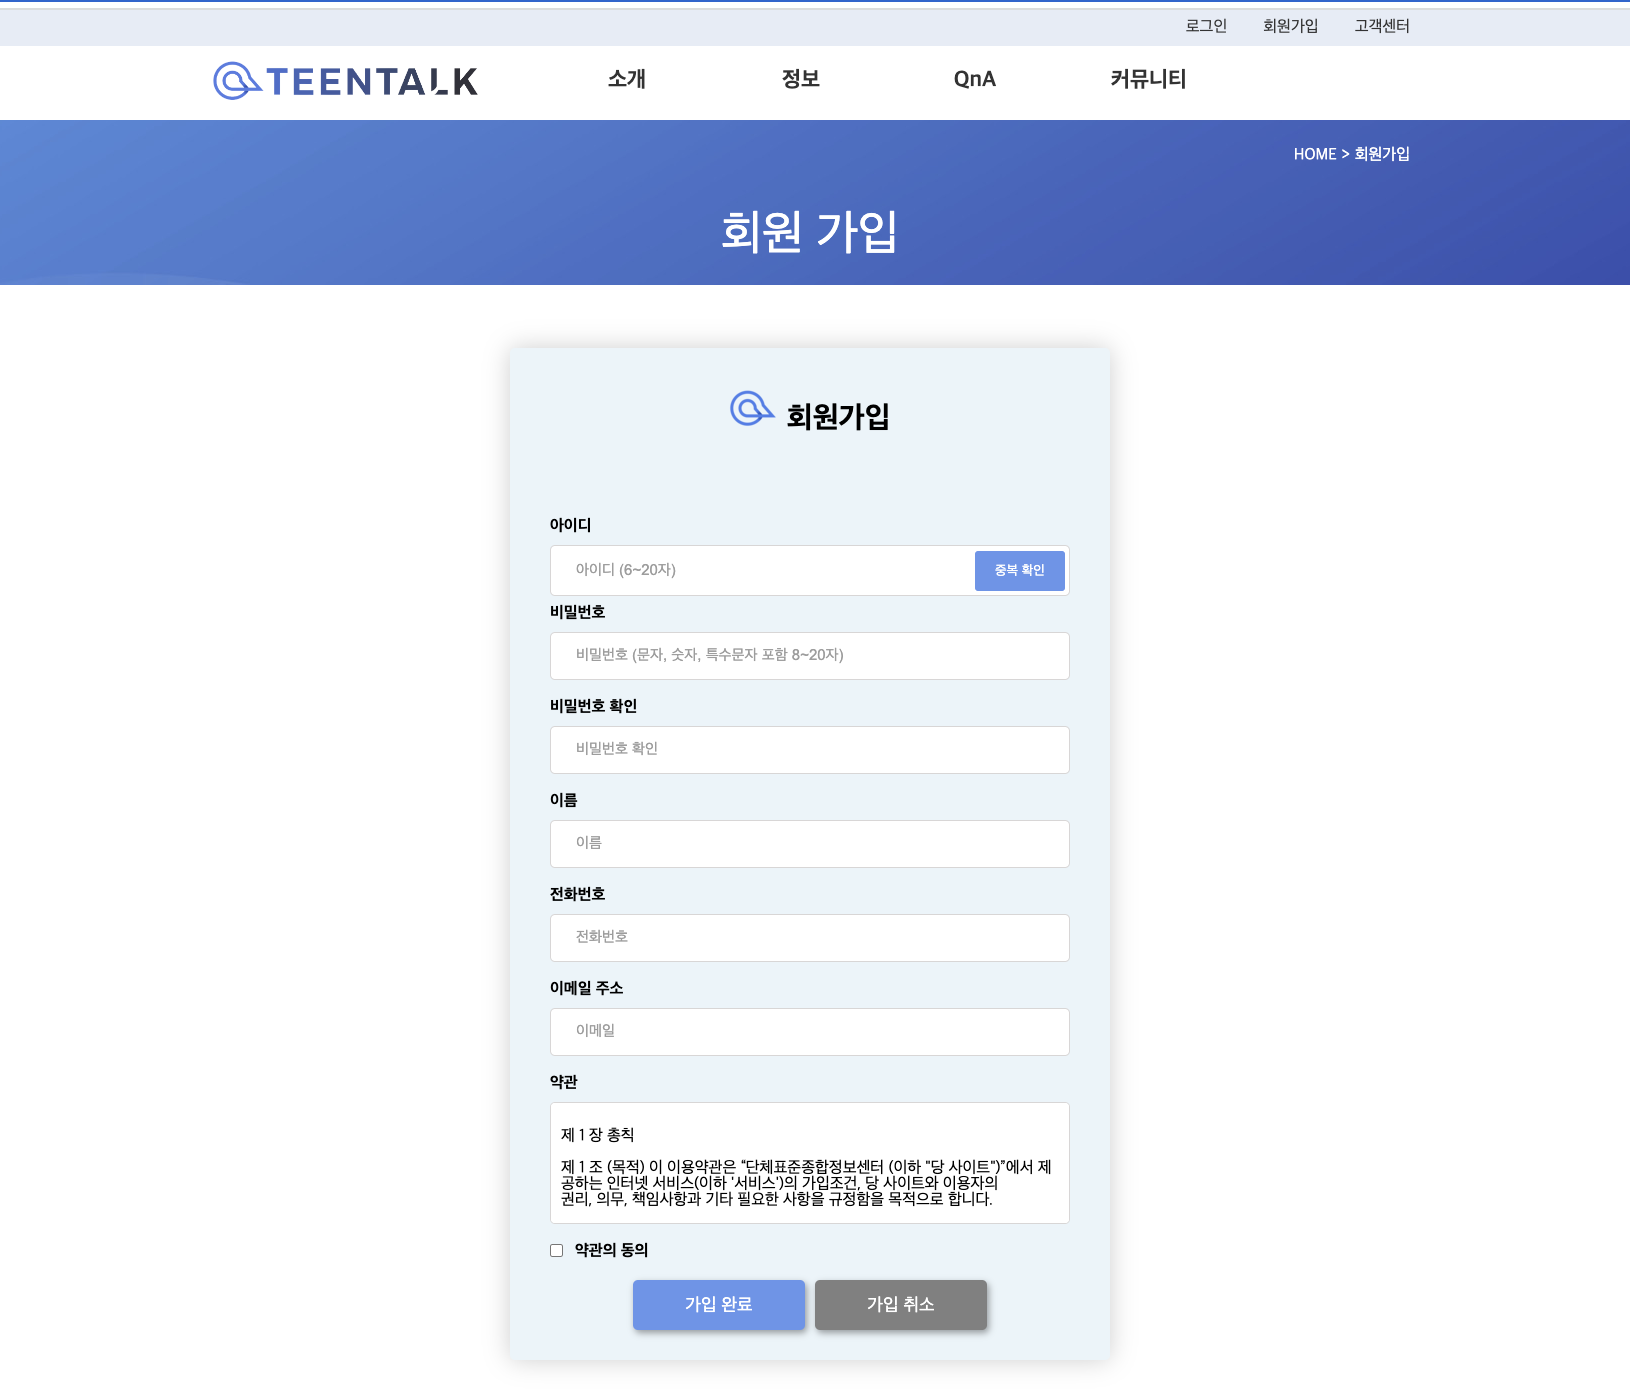 로그인 회원가입 고객센터
TEENTALK 소개 정보 QnA 커뮤니티
HOME > 회원가입
회원 가입
회원가입
아이디
아이디 (6~20자) 중복 확인
비밀번호
비밀번호 (문자, 숫자, 특수문자 포함 8~20자)
비밀번호 확인
비밀번호 확인
이름
이름
전화번호
전화번호
이메일 주소
이메일
약관
제 1 장 총칙
제 1 조 (목적) 이 이용약관은 “단체표준종합정보센터 (이하 "당 사이트")”에서 제
공하는 인터넷 서비스(이하 '서비스')의 가입조건, 당 사이트와 이용자의
권리, 의무, 책임사항과 기타 필요한 사항을 규정함을 목적으로 합니다.
약관의 동의
가입 완료 가입 취소